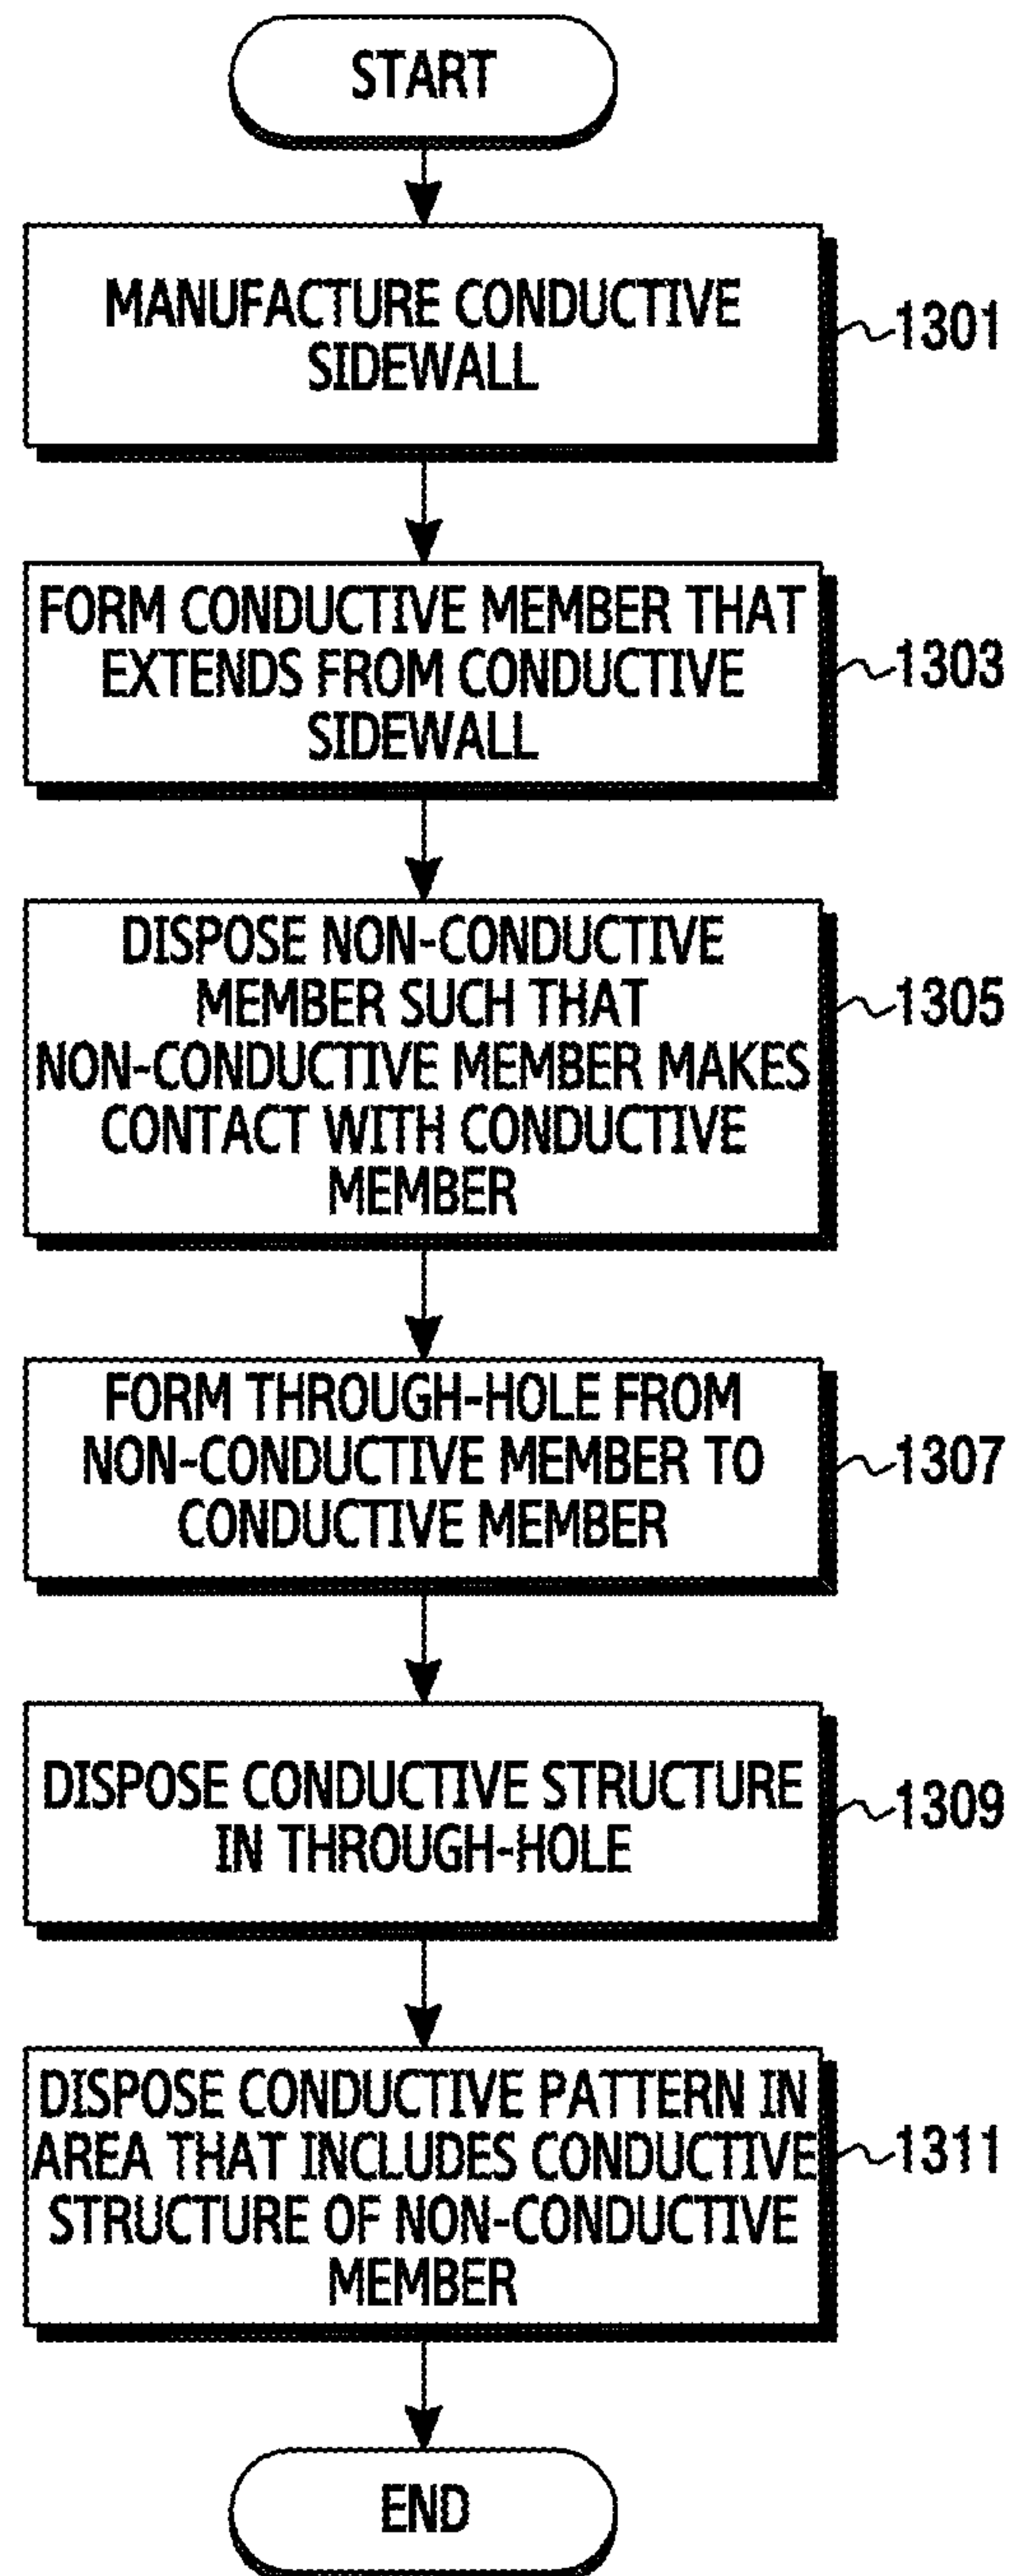 START
MANUFACTURE CONDUCTIVE
SIDEWALL
1301
FORM CONDUCTIVE MEMBER THAT
EXTENDS FROM CONDUCTIVE
SIDEWALL
1303
DISPOSE NON-CONDUCTIVE
MEMBER SUCH THAT
NON-CONDUCTIVE MEMBER MAKES
CONTACT WITH CONDUCTIVE
MEMBER
1305
FORM THROUGH-HOLE FROM
NON-CONDUCTIVE MEMBER TO
CONDUCTIVE MEMBER
1307
DISPOSE CONDUCTIVE STRUCTURE
IN THROUGH-HOLE
1309
DISPOSE CONDUCTIVE PATTERN IN
AREA THAT INCLUDES CONDUCTIVE
STRUCTURE OF NON-CONDUCTIVE
MEMBER
1311
END